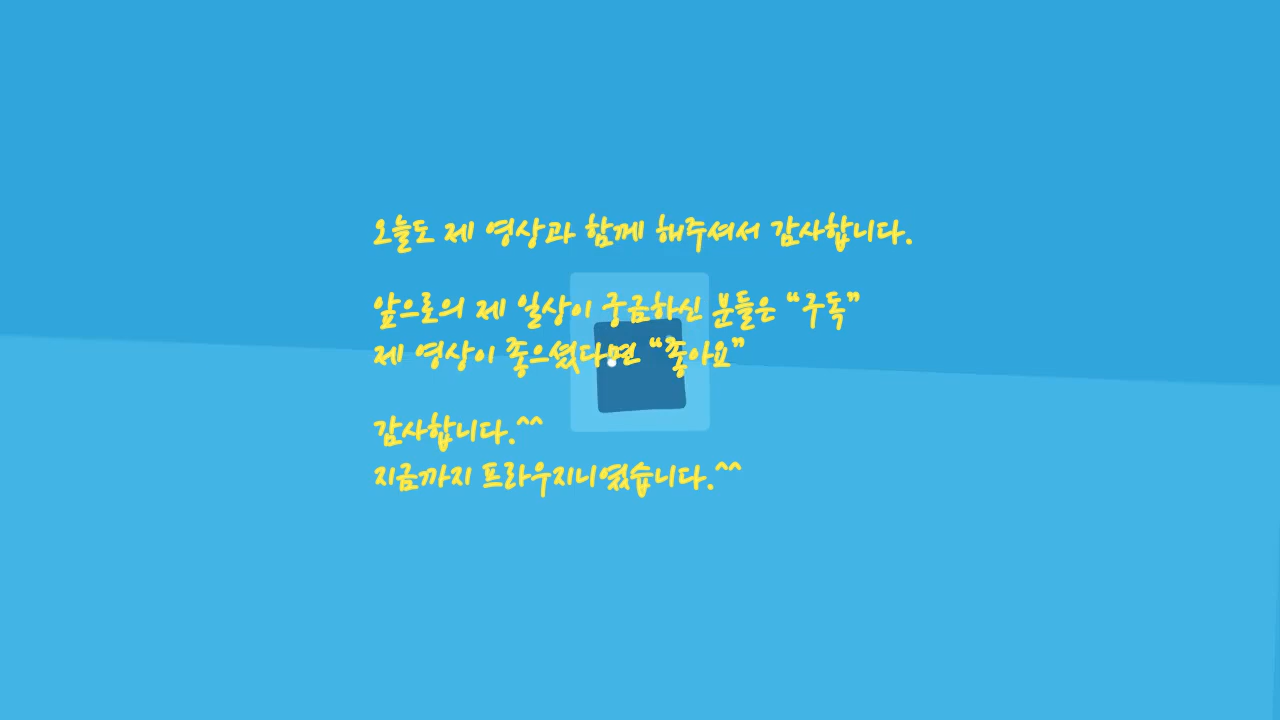 오늘도 제 영상과 함께 해주셔서 감사합니다.
앞으로의 제 일상이 궁금하신 분들은 “구독”
제 영상이 좋으셨다면 “좋아요”
감사합니다.^^
지금까지 프라우지니였습니다.^^